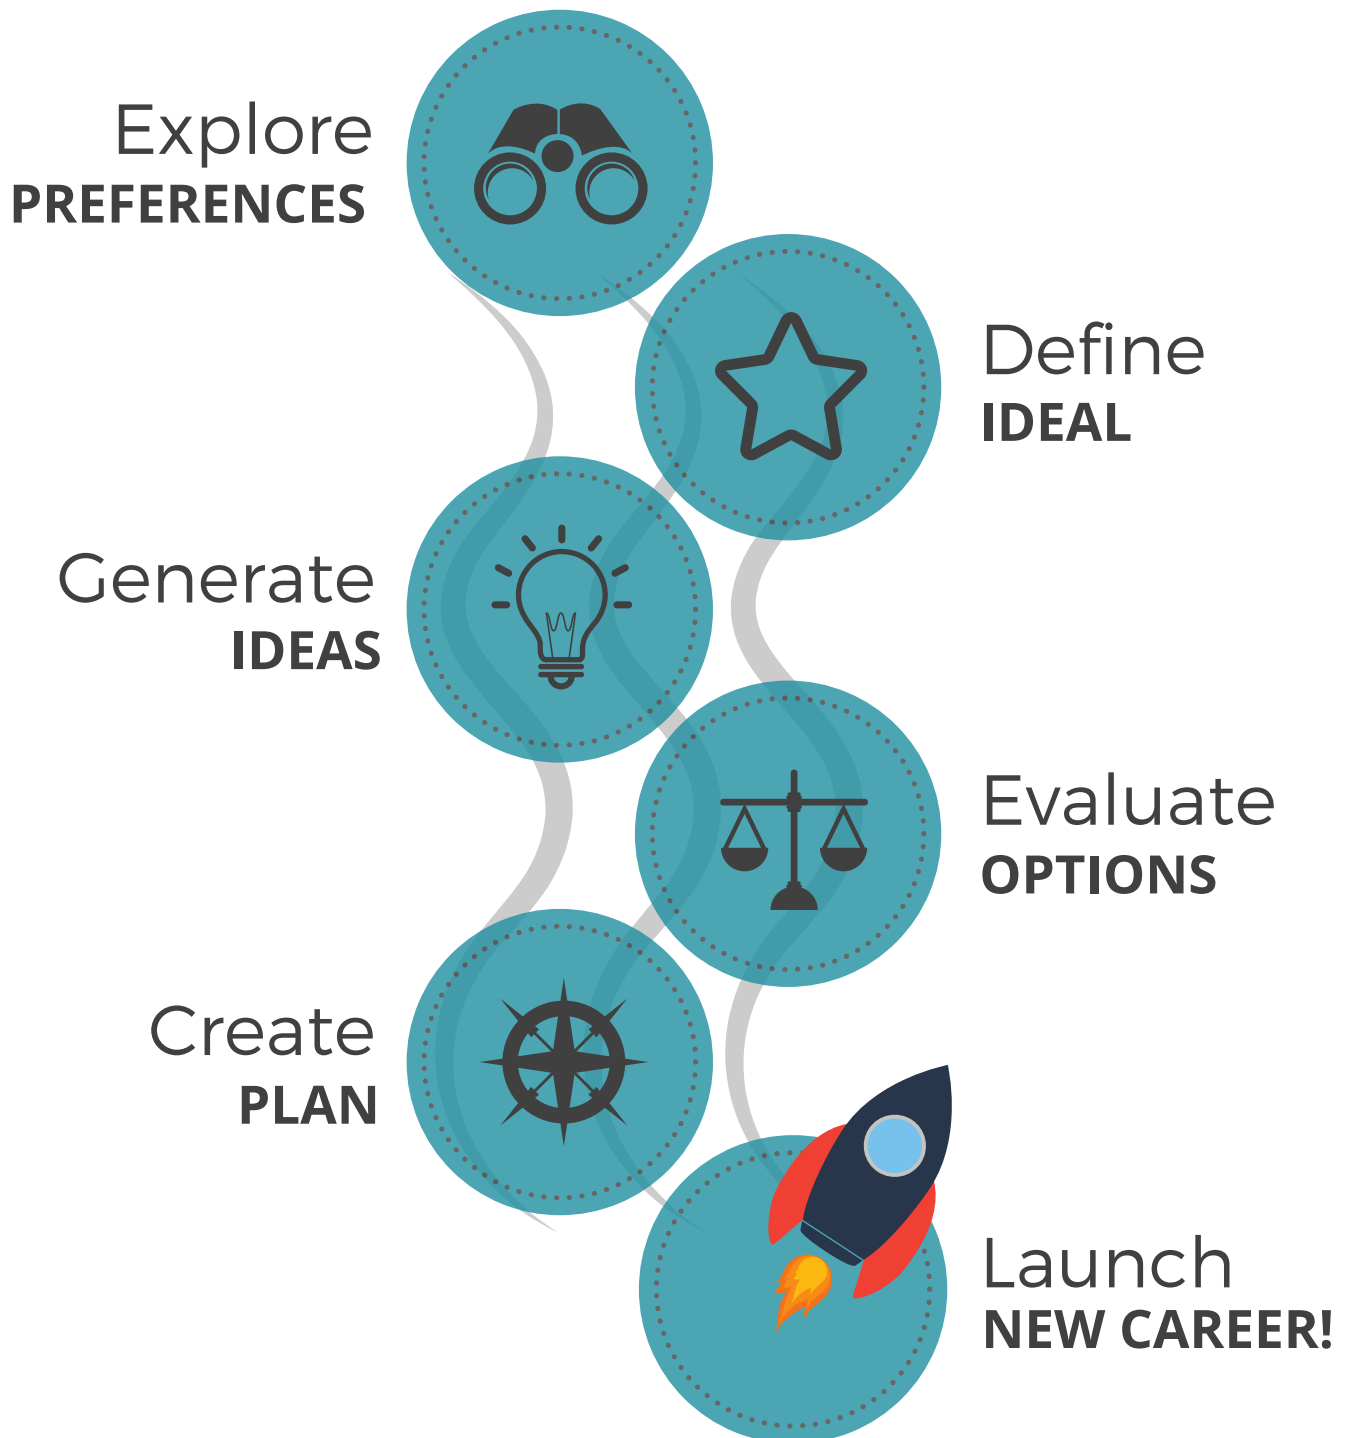 Explore
PREFERENCES
Define
IDEAL
Generate
IDEAS
Evaluate
OPTIONS
Create
PLAN
Launch
NEW CAREER!